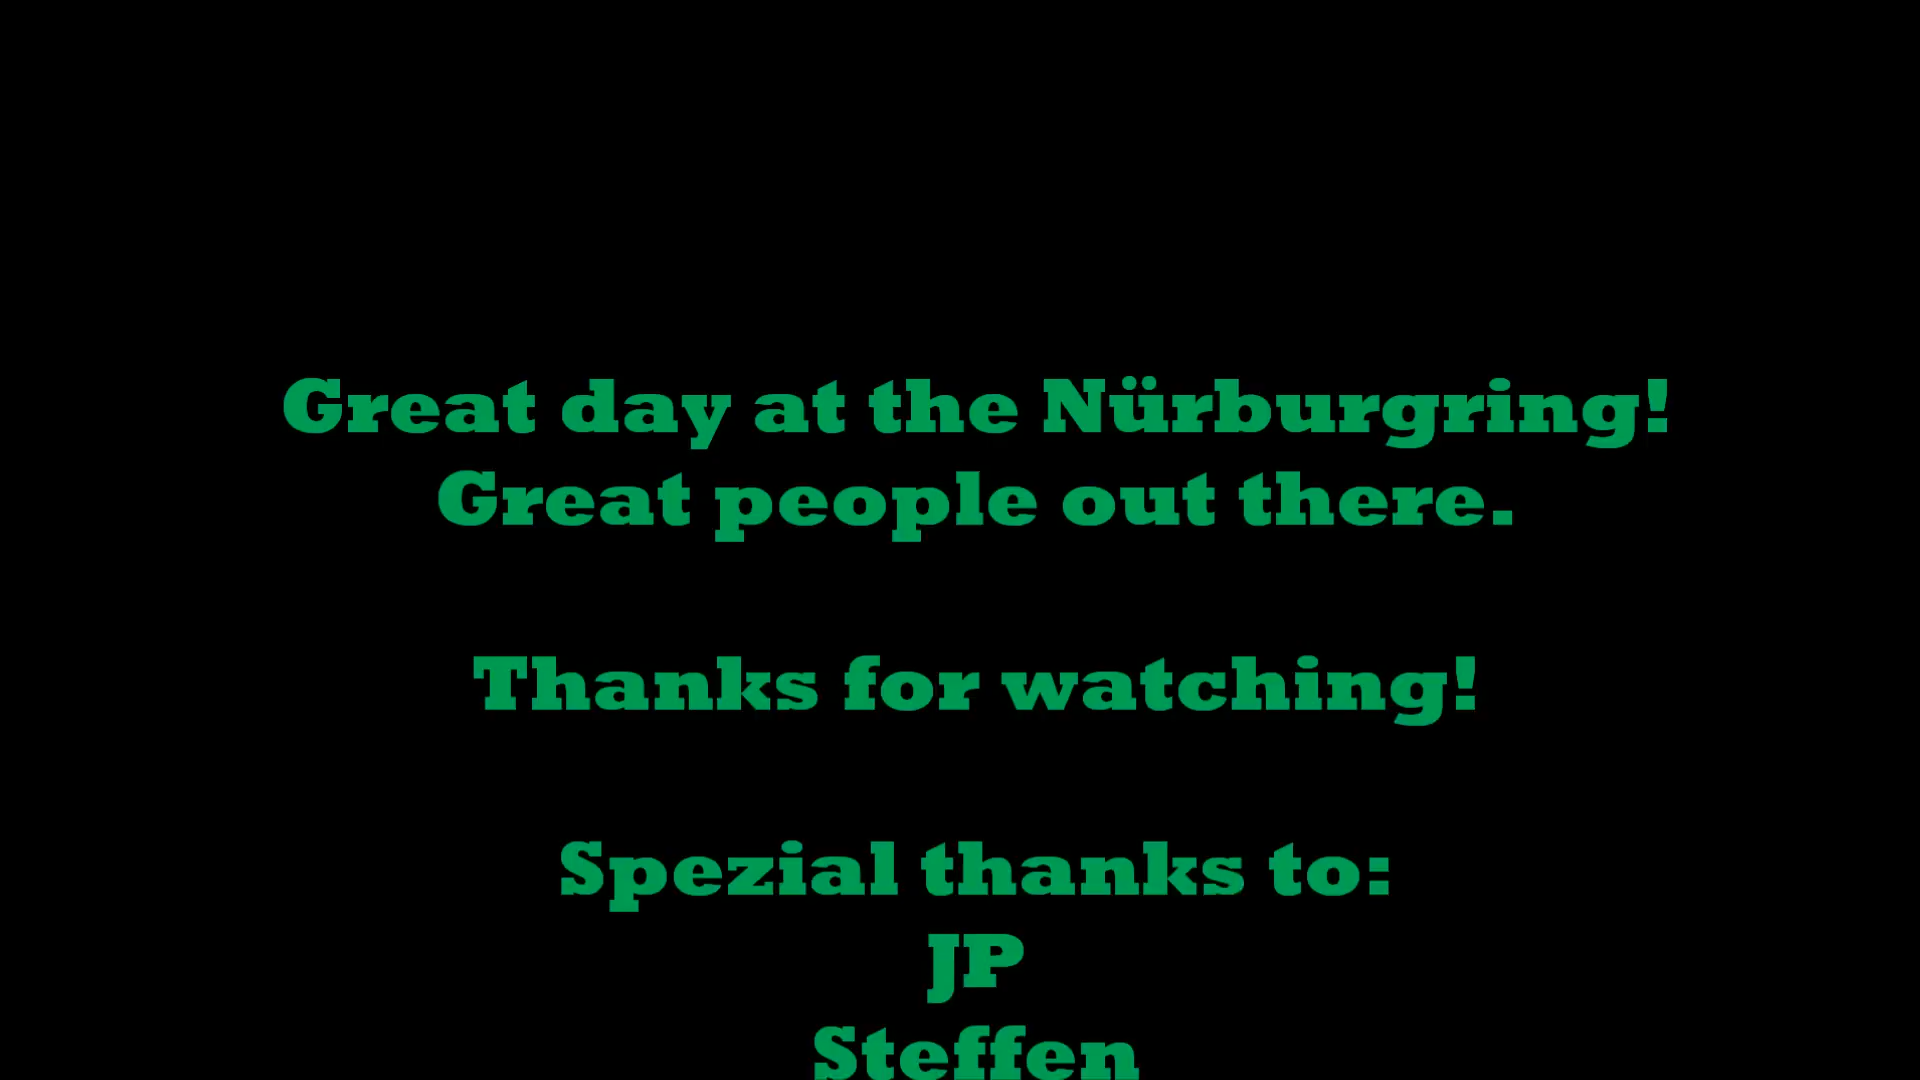 Great day at the Nürburgring!
Great people out there.
Thanks for watching!
Spezial thanks to:
JP
Steffen